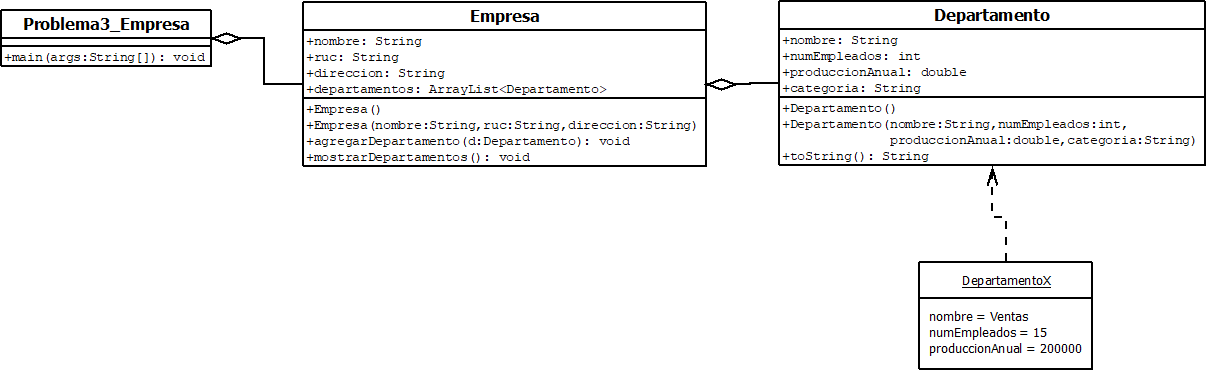 Problema3_Empresa
+main(args:String[]): void
Empresa
+nombre: String
+ruc: String
+direccion: String
+departamentos: ArrayList<Departamento>
+Empresa()
+Empresa(nombre:String,ruc:String,direccion:String)
+agregarDepartamento(d:Departamento): void
+mostrarDepartamentos(): void
Departamento
+nombre: String
+numEmpleados: int
+produccionAnual: double
+categoria: String
+Departamento()
+Departamento(nombre:String,numEmpleados:int,
produccionAnual:double,categoria:String)
+toString(): String
DepartamentoX
nombre = Ventas
numEmpleados = 15
produccionAnual = 200000